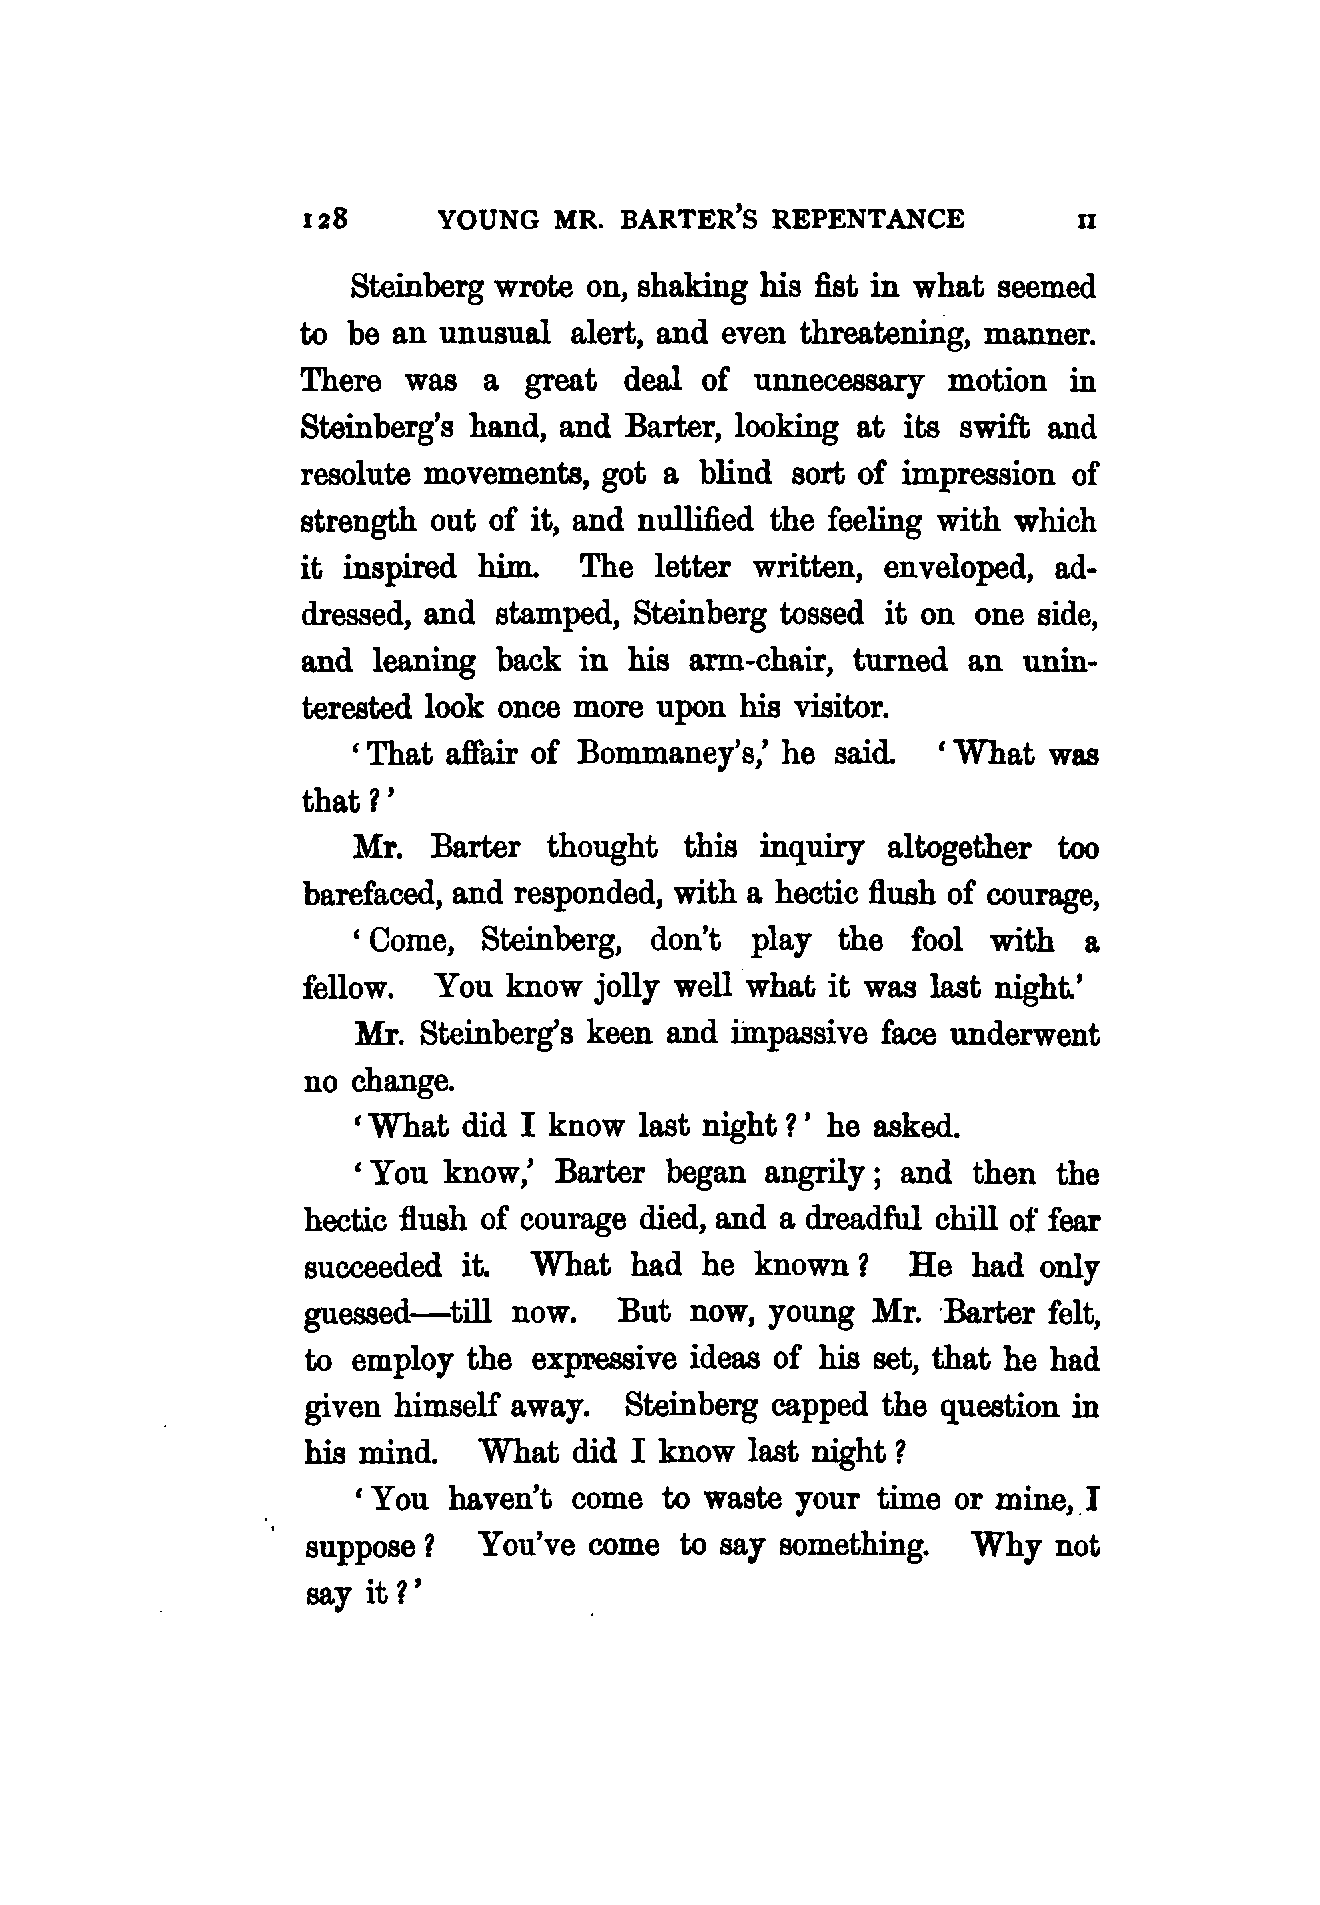 128 YOUNG MR. BARTER'S REPENTANCE II
Steinberg wrote on, shaking his fist in what seemed
to be an unusual alert, and even threatening, manner.
There was a great deal of unnecessary motion in
Steinberg's hand, and Barter, looking at its swift and
resolute movements, got a blind sort of impression of
strength out of it, and nullified the feeling with which
it inspired him. The letter written, enveloped, ad-
dressed, and stamped, Steinberg tossed it on one side,
and leaning back in his arm-chair, turned an unin-
terested look once more upon his visitor.
'That affair of Bommaney's,' he said. 'What was
that?'
Mr. Barter thought this inquiry altogether too
barefaced, and responded, with a hectic flush of courage,
'Come, Steinberg, don't play the fool with a
fellow. You know jolly well what it was last night.'
Mr. Steinberg's keen and impassive face underwent
no change.
'What did I know last night?' he asked.
'You know,' Barter began angrily; and then the
hectic flush of courage died, and a dreadful chill of fear
succeeded it. What had he known? He had only
guessed—till now. But now, young Mr. Barter felt,
to employ the expressive ideas of his set, that he had
given himself away. Steinberg capped the question in
his mind. What did I know last night?
'You haven't come to waste your time or mine, I
suppose? You've come to say something. Why not
say it?'